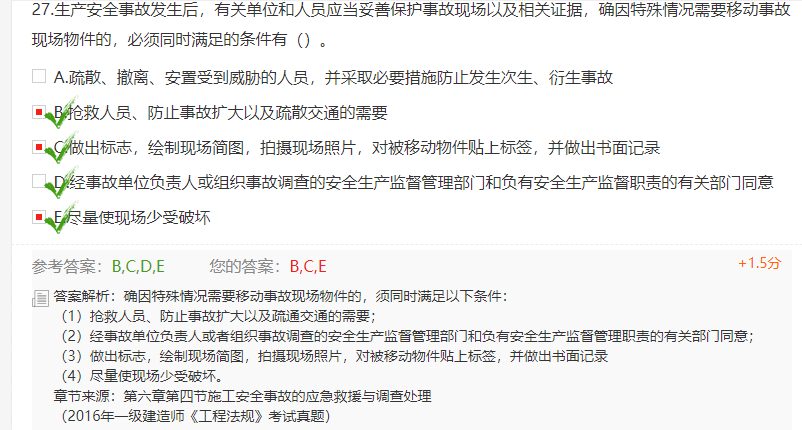 27.生产安全事故发生后，有关单位和人员应当妥善保护事故现场以及相关证据，确因特殊情况需要移动事故
现场物件的，必须同时满足的条件有（）。
A.疏散、撤离、安置受到威胁的人员，并采取必要措施防止发生次生、衍生事故
B.抢救人员、防止事故扩大以及疏散交通的需要
C.做出标志，绘制现场简图，拍摄现场照片，对被移动物件贴上标签，并做出书面记录
D.经事故单位负责人或组织事故调查的安全生产监督管理部门和负有安全生产监督职责的有关部门同意
E.尽量使现场少受破坏
参考答案：B,C,D,E 您的答案：B,C,E +1.5分
答案解析：确因特殊情况需要移动事故现场物件的，须同时满足以下条件：
（1）抢救人员、防止事故扩大以及疏通交通的需要；
（2）经事故单位负责人或者组织事故调查的安全生产监督管理部门和负有安全生产监督管理职责的有关部门同意；
（3）做出标志，绘制现场简图，拍摄现场照片，对被移动物件贴上标签，并做出书面记录
（4）尽量使现场少受破坏。
章节来源：第六章第四节施工安全事故的应急救援与调查处理
（2016年一级建造师《工程法规》考试真题）